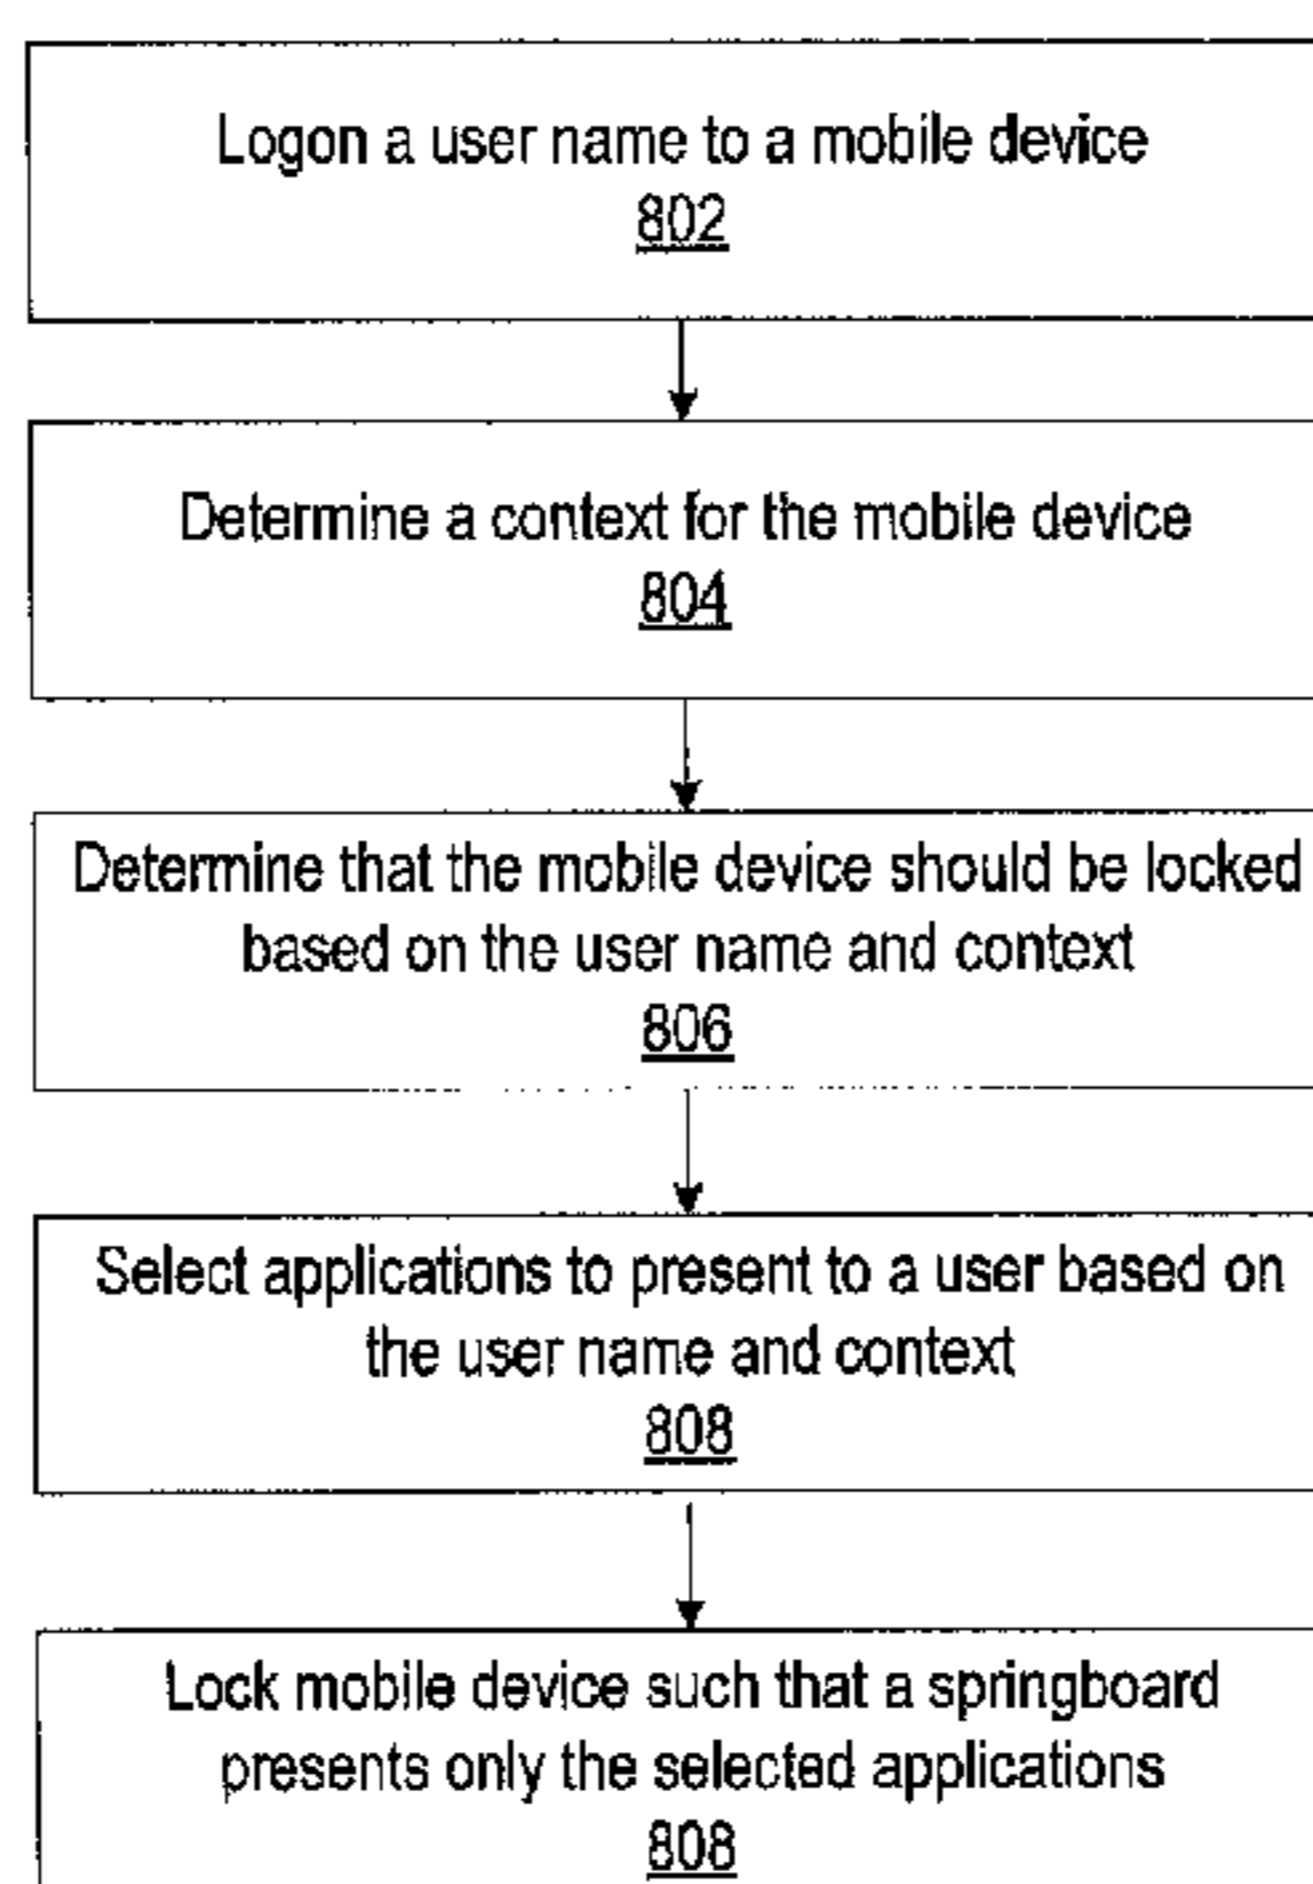 Logon a user name to a mobile device
802
Determine a context for the mobile device
804
Determine that the mobile device should be locked
based on the user name and context
806
Select applications to present to a user based on
the user name and context
808
Lock mobile device such that a springboard
presents only the selected applications
808